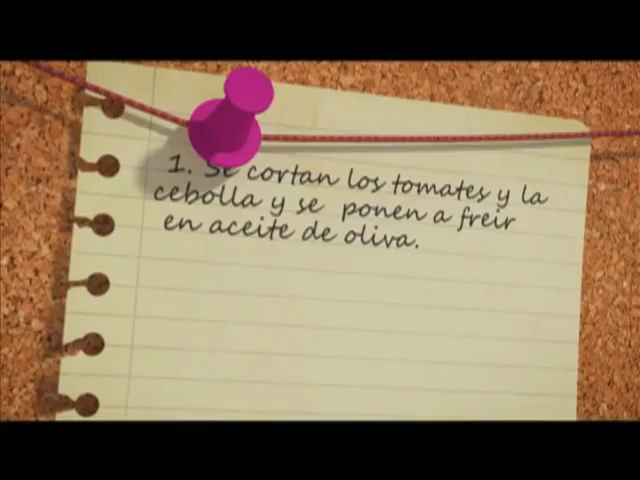 1. Se cortan los tomates y la
cebolla y se ponen a freir
en aceite de oliva.